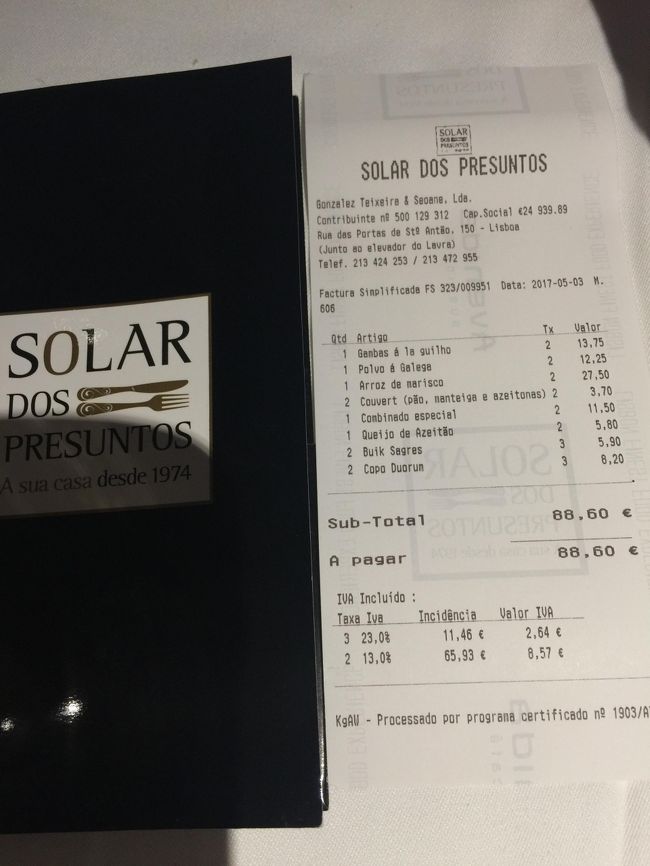 SOLAR
DOS
PRESUNTOS
A sua casa desde 1974
SOLAR
DOS
PRESUNTOS
SOLAR DOS PRESUNTOS
Gonzalez Teixeira & Seoane, Lda.
Contribuinte nº 500 129 312 Cap.Social €24 939.89
Rua das Portas de Stº Antão, 150 - Lisboa
(Junto ao elevador do Lavra)
Telef. 213 424 253 / 213 472 955
Factura Simplificada FS 323/009951 Data: 2017-05-03 M.
606
Qtd Artigo Tx Valor
1 Gambas á la guilho 2 13,75
1 Polvo á Galega 2 12,25
1 Arroz de marisco 2 27,50
2 Couvert (pão, manteiga e azeitonas) 2 3,70
1 Combinado especial 2 11,50
1 Queijo de Azeitão 2 5,80
2 Buik Sagres 3 5,90
2 Copo Duorum 3 8,20
Sub-Total 88,60 €
A pagar 88,60 €
IVA Incluído :
Taxa Iva Incidência Valor IVA
3 23,0% 11,46 € 2,64 €
2 13,0% 65,93 € 8,57 €
KgAW - Processado por programa certificado nº 1903/A